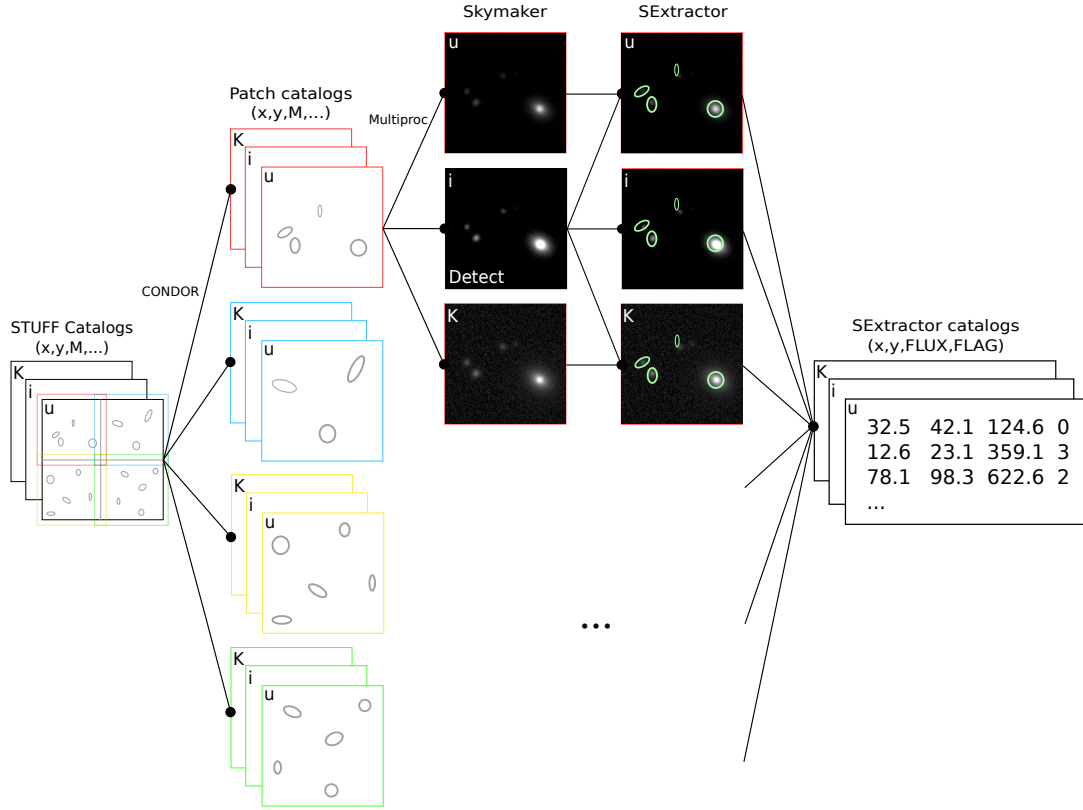 Skymaker
SExtractor
Patch catalogs
(x,y,M,...)
Multiproc
CONDOR
STUFF Catalogs
(x,y,M,...)
K
i
u
K
i
u
K
i
u
K
i
u
K
i
u
u
i
Detect
K
u
i
K
SExtractor catalogs
(x,y,FLUX,FLAG)
K
i
u
32.5 42.1 124.6 0
12.6 23.1 359.1 3
78.1 98.3 622.6 2
...
...